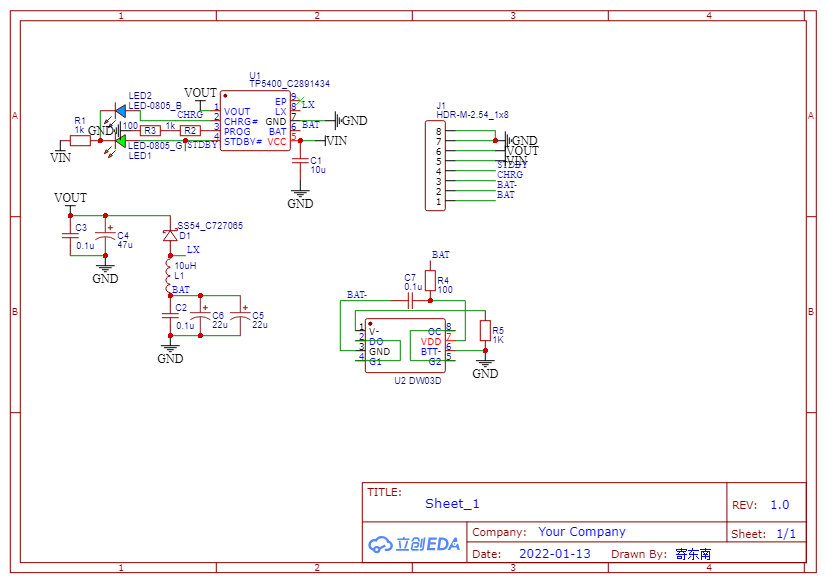 1 2 3 4
A A
B B
U1
TP5400_C2891434
VOUT
LED2
LED-0805_B
CHRG
1 VOUT
2 CHRG#
3 PROG
4 STDBY#
EP 9
LX 8
GND 7
BAT 6
VCC 5
LX
GND
BAT
VIN
R1
1k
GND
100
R3
1k
R2
VIN
LED-0805_G
LED1
STDBY
C1
10u
GND
J1
HDR-M-2.54_1x8
8
7
6
5
4
3
2
1
GND
VOUT
VIN
STDBY
CHRG
BAT-
BAT
VOUT
C3
0.1u
C4
47u
GND
SS54_C727065
D1
LX
10uH
L1
BAT
C2
0.1u
C6
22u
C5
22u
GND
BAT
C7
0.1u
R4
100
BAT-
1 V-
2 DO
3 GND
4 G1
OC 8
VDD 7
BTT- 6
G2 5
R5
1K
GND
U2 DW03D
TITLE:
Sheet_1
REV: 1.0
立创EDA
Company: Your Company
Sheet: 1/1
Date: 2022-01-13 Drawn By: 寄东南
1 2 3 4